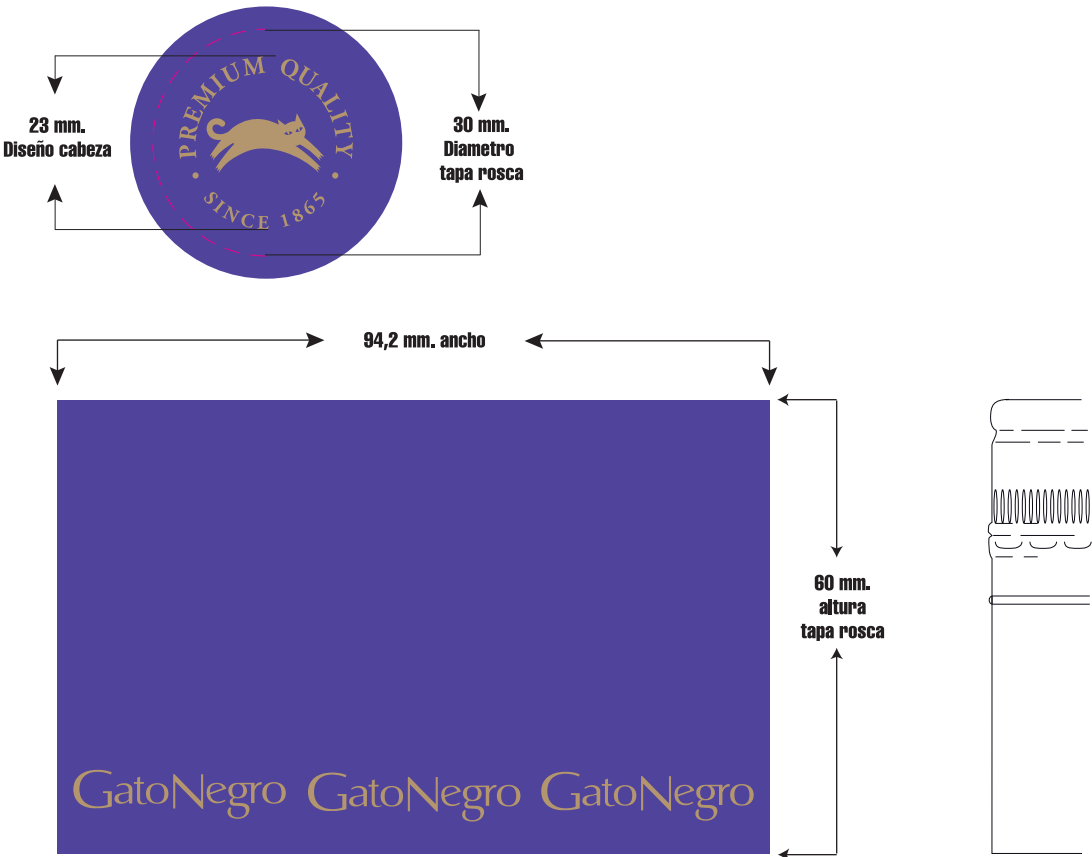 PREMIUM QUALITY
• SINCE 1865 •
23 mm.
Diseño cabeza
30 mm.
Diametro
tapa rosca
94,2 mm. ancho
60 mm.
altura
tapa rosca
GatoNegro GatoNegro GatoNegro